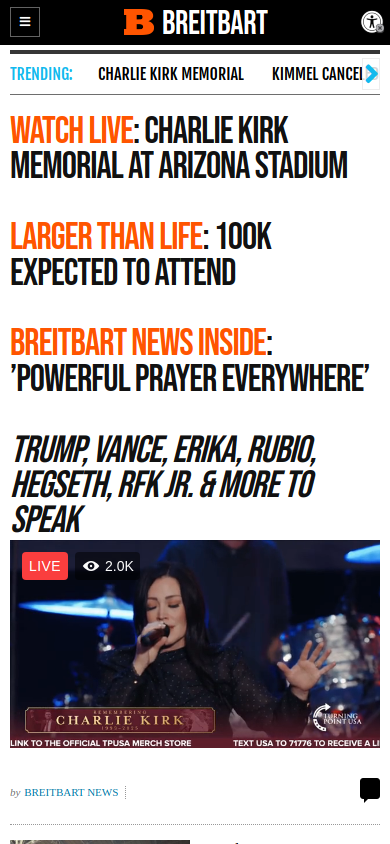 BREITBART
TRENDING: CHARLIE KIRK MEMORIAL KIMMEL CANCEL
WATCH LIVE: CHARLIE KIRK
MEMORIAL AT ARIZONA STADIUM
LARGER THAN LIFE: 100K
EXPECTED TO ATTEND
BREITBART NEWS INSIDE:
’POWERFUL PRAYER EVERYWHERE’
TRUMP, VANCE, ERIKA, RUBIO,
HEGSETH, RFK JR. & MORE TO
SPEAK
LIVE 2.0K
REMEMBERING
CHARLIE KIRK
1993-2025
TURNING
POINT USA
LINK TO THE OFFICIAL TPUSA MERCH STORE TEXT USA TO 71776 TO RECEIVE A LI
by BREITBART NEWS